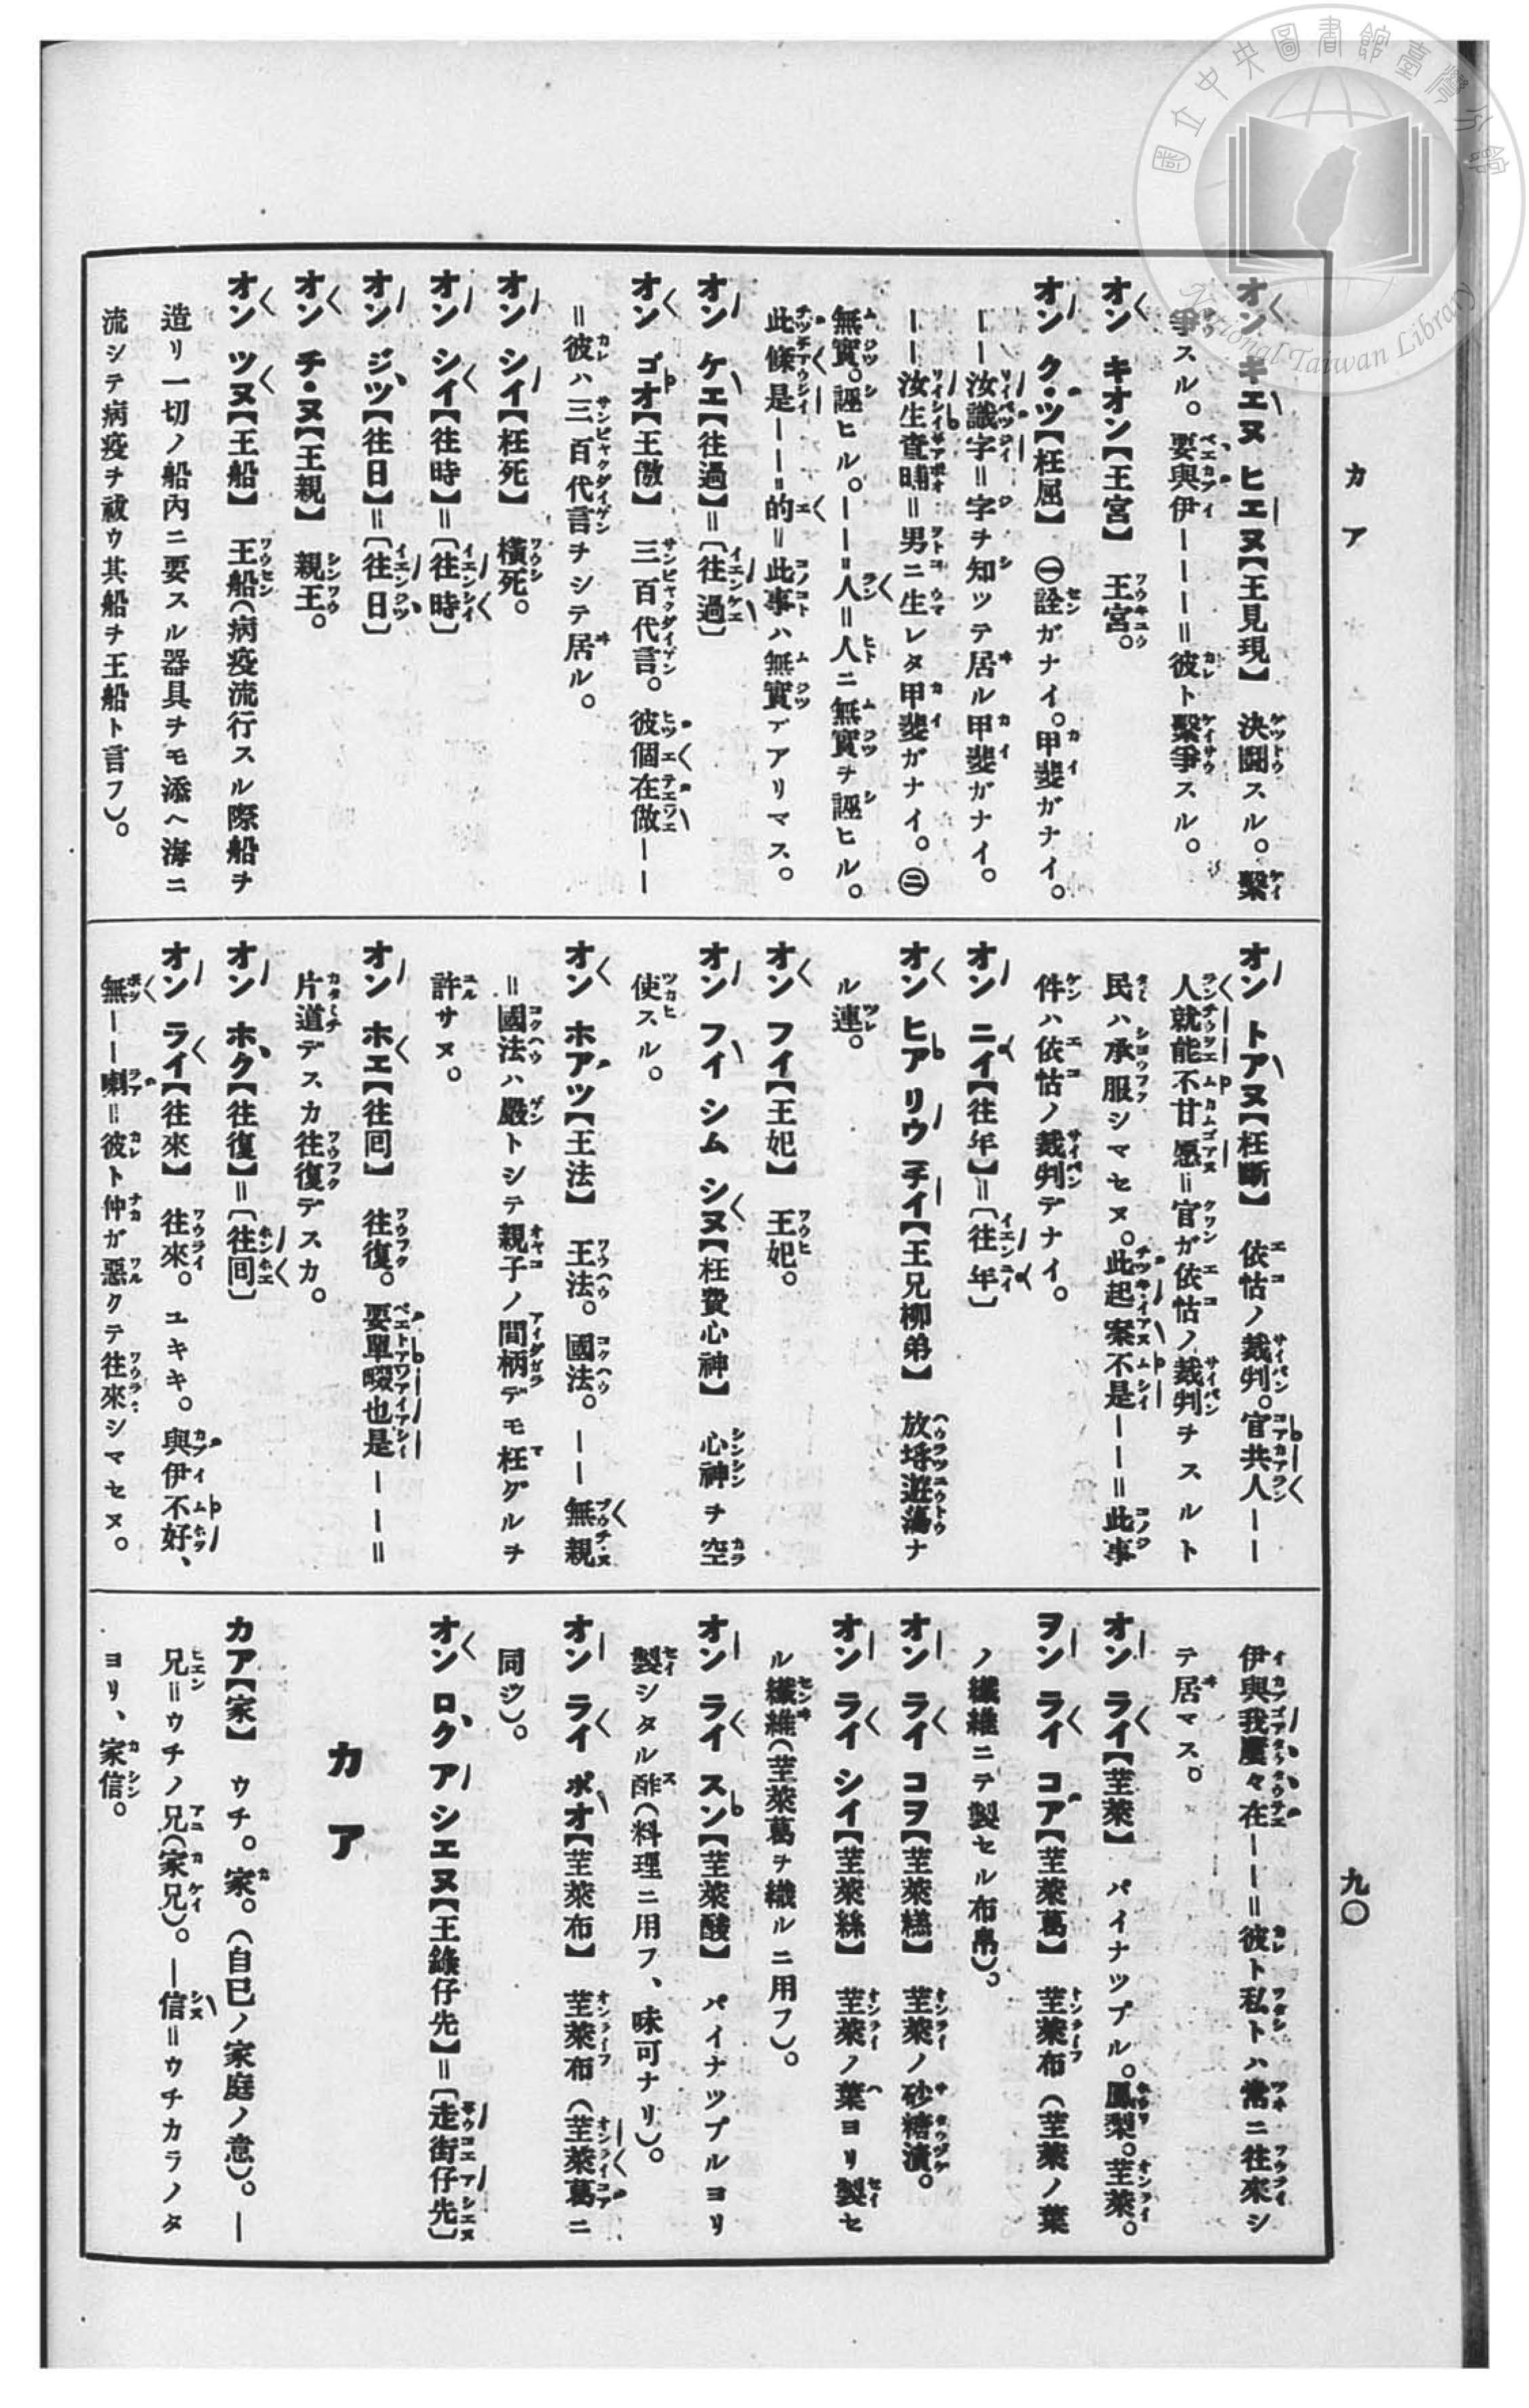 國立中央圖書館臺灣分館
National Taiwan Library
カア
九〇
オン キエヌ ヒエヌ【王見現】 決鬪スル。繫
爭スル。要與伊ーーー＝彼ト繫爭スル。
オン キオン【王宮】 王宮。
オン ク・ツ【枉屈】 ㊀詮ガナイ。甲斐ガナイ。
ーー汝識字＝字ヲ知ツテ居ル甲斐ガナイ。
ーー汝生査晡＝男ニ生レタ甲斐ガナイ。㊁
無實。誣ヒル。ーー＝人＝人ニ無實ヲ誣ヒル。
此條是ーー＝的＝此事ハ無實デアリマス。
オン ケエ【往過】＝〔往過〕
オン ゴオ【王傲】 三百代言。彼個在做ーー
＝彼ハ三百代言ヲシテ居ル。
オン シイ【枉死】 橫死。
オン シイ【往時】＝〔往時〕
オン ジツ【往日】＝〔往日〕
オン チ・ヌ【王親】 親王。
オン ツヌ【王船】 王船(病疫流行スル際船ヲ
造リ一切ノ船內ニ要スル器具ヲモ添ヘ海ニ
流シテ病疫ヲ祓ウ其船ヲ王船ト言フ)。
オン トアヌ【枉斷】 依怙ノ裁判。官共人ーー
人就能不甘愿＝官ガ依怙ノ裁判ヲスルト
民ハ承服シマセヌ。此起案不是ーー＝此事
件ハ依怙ノ裁判デナイ。
オン ニイ【往年】＝〔往年〕
オン ヒア リウ チイ【王兄柳弟】 放埓遊蕩ナ
ル連。
オン フイ【王妃】 王妃。
オン フイ シム シヌ【枉費心神】 心神ヲ空
使スル。
オン ホアツ【王法】 王法。國法。ーー無親
＝國法ハ嚴トシテ親子ノ間柄デモ枉グルヲ
許サヌ。
オン ホエ【往囘】 往復。要單啜也是ーー＝
片道デスカ往復デスカ。
オン ホク【往復】＝〔往囘〕
オン ライ【往來】 往來。ユキキ。與伊不好、
無ーー喇＝彼ト仲ガ惡クテ往來シマセヌ。
伊與我屢々在ーー＝彼ト私トハ常ニ往來シ
テ居マス。
オン ライ【𦯷萊】 パイナツプル。鳳梨。𦯷萊。
ヲン ライ コア【𦯷萊葛】 𦯷萊布(𦯷萊ノ葉
ノ纖維ニテ製セル布帛)。
オン ライ コヲ【𦯷萊糕】 𦯷萊ノ砂糖漬。
オン ライ シイ【𦯷萊絲】 𦯷萊ノ葉ヨリ製セ
ル纖維(𦯷萊葛ヲ織ルニ用フ)。
オン ライ スン【𦯷萊酸】 パイナツプルヨリ
製シタル酢(料理ニ用フ、味可ナリ)。
オン ライ ポオ【𦯷萊布】 𦯷萊布(𦯷萊葛ニ
同ジ)。
オン ロク ア シエヌ【王錄仔先】＝〔走街仔先〕
カア
カア【家】 ウチ。家。(自己ノ家庭ノ意)。ー
兄＝ウチノ兄(家兄)。ー信＝ウチカラノタ
ヨリ、家信。